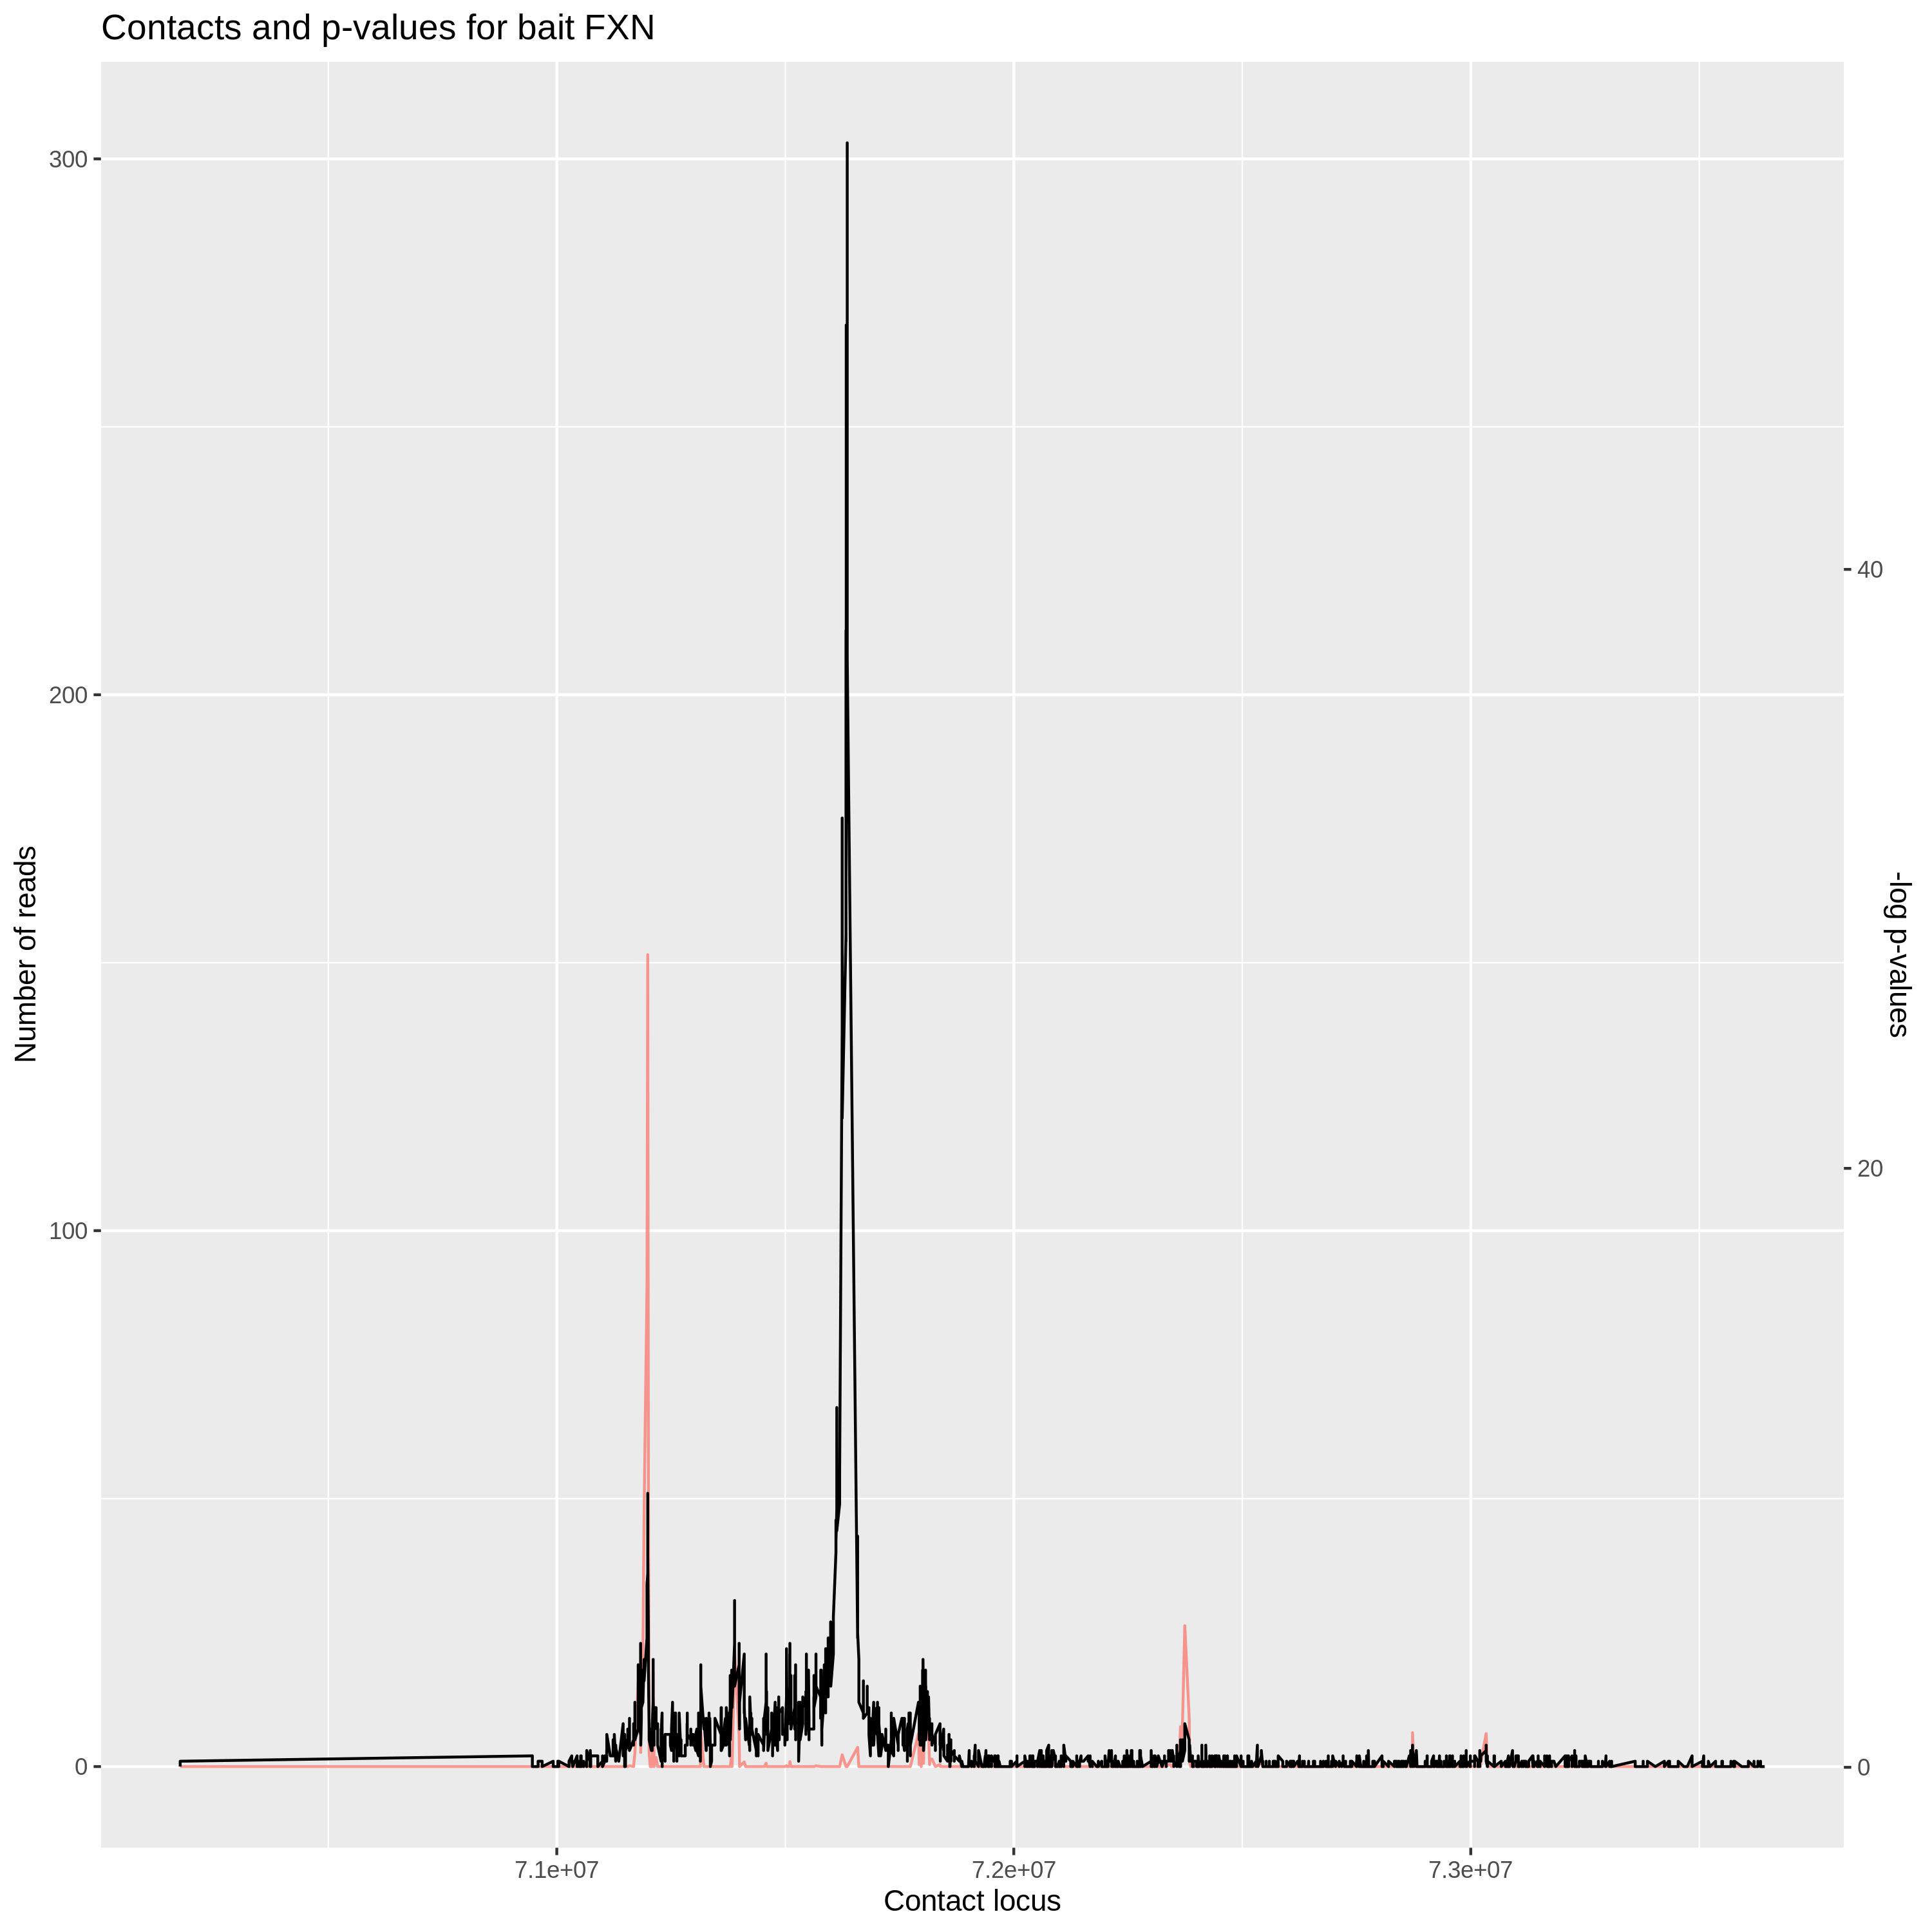 Contacts and p-values for bait FXN
300
200
100
0
Number of reads
40
20
0
-log p-values
7.1e+07
7.2e+07
7.3e+07
Contact locus